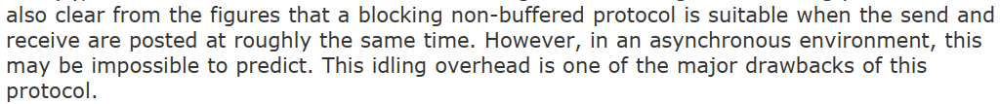 also clear from the figures that a blocking non-buffered protocol is suitable when the send and
receive are posted at roughly the same time. However, in an asynchronous environment, this
may be impossible to predict. This idling overhead is one of the major drawbacks of this
protocol.